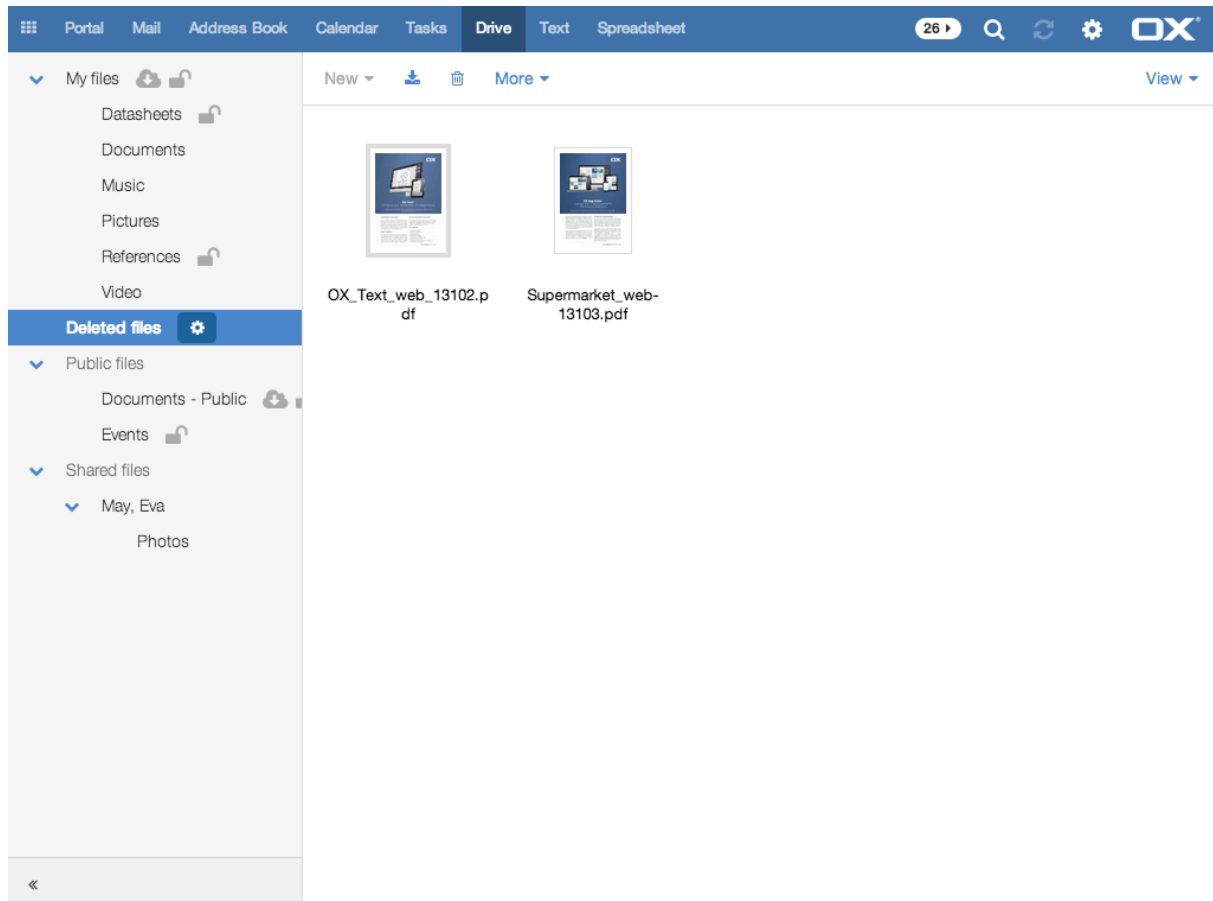 Portal Mail Address Book Calendar Tasks Drive Text Spreadsheet 26 OX
My files
Datasheets
Documents
Music
Pictures
References
Video
Deleted files
Public files
Documents - Public
Events
Shared files
May, Eva
Photos
«
New More View
OX
OX
OX_Text_web_13102.p
df
Supermarket_web-
13103.pdf